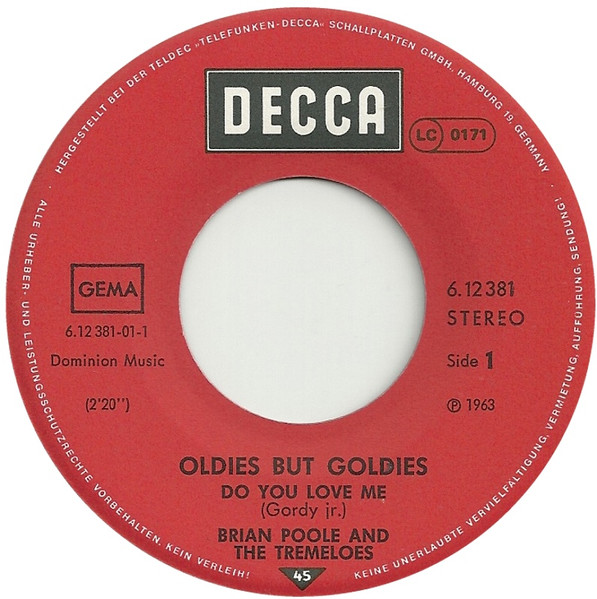 HERGESTELLT BEI DER TELDEC „TELEFUNKEN-DECCA" SCHALLPLATTEN GMBH., HAMBURG 19, GERMANY ·
ALLE URHEBER- UND LEISTUNGSSCHUTZRECHTE VORBEHALTEN, KEIN VERLEIH!
KEINE UNERLAUBTE VERVIELFÄLTIGUNG, VERMIETUNG, AUFFÜHRUNG, SENDUNG!
DECCA
LC 0171
GEMA
6.12 381-01-1
Dominion Music
(2'20")
6.12 381
STEREO
Side 1
℗ 1963
OLDIES BUT GOLDIES
DO YOU LOVE ME
(Gordy jr.)
BRIAN POOLE AND
THE TREMELOES
45